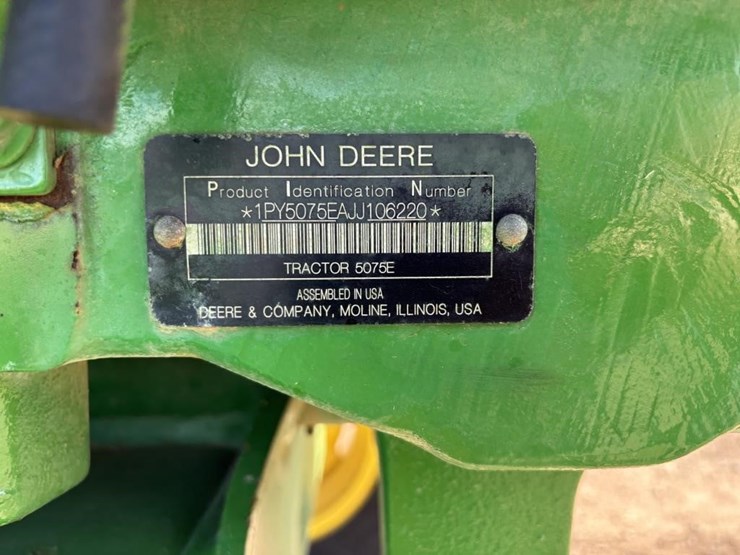 JOHN DEERE
Product Identification Number
*1PY5075EAJJ106220*
TRACTOR 5075E
ASSEMBLED IN USA
DEERE & COMPANY, MOLINE, ILLINOIS, USA